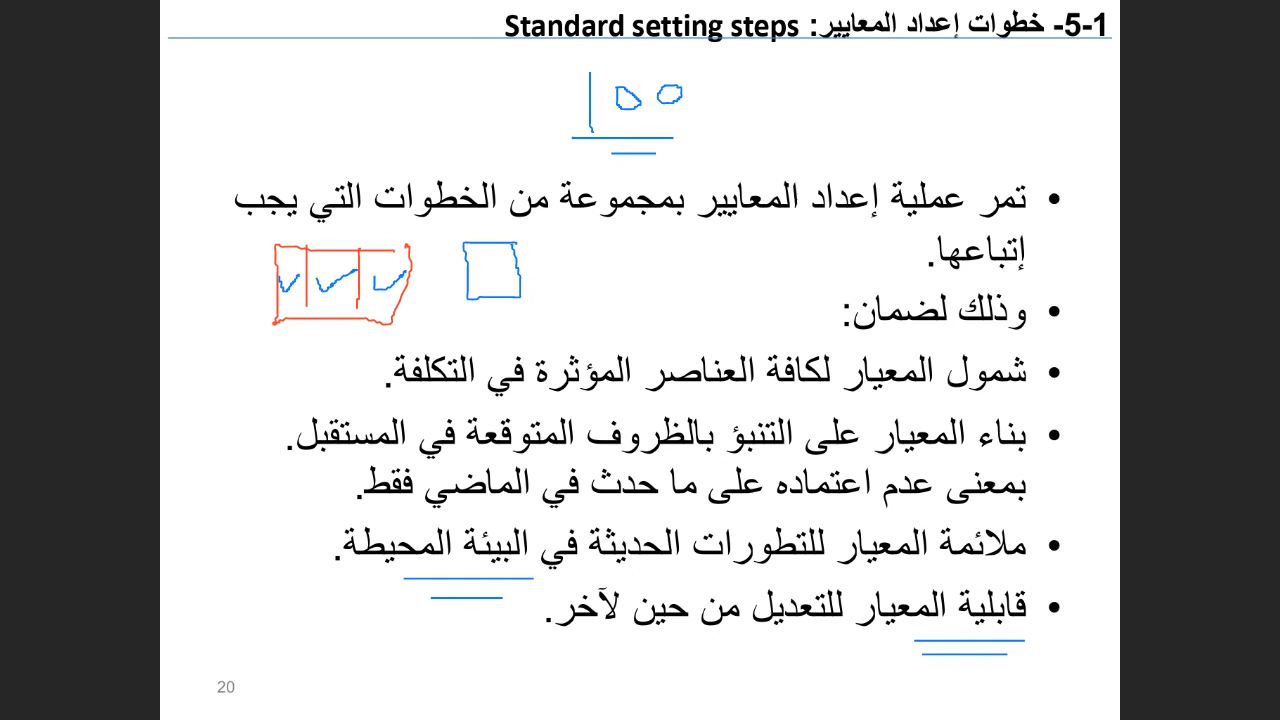 5-1- خطوات إعداد المعايير: Standard setting steps
100
• تمر عملية إعداد المعايير بمجموعة من الخطوات التي يجب
إتباعها.
• وذلك لضمان:
• شمول المعيار لكافة العناصر المؤثرة في التكلفة.
• بناء المعيار على التنبؤ بالظروف المتوقعة في المستقبل.
بمعنى عدم اعتماده على ما حدث في الماضي فقط.
• ملائمة المعيار للتطورات الحديثة في البيئة المحيطة.
• قابلية المعيار للتعديل من حين لآخر.
20